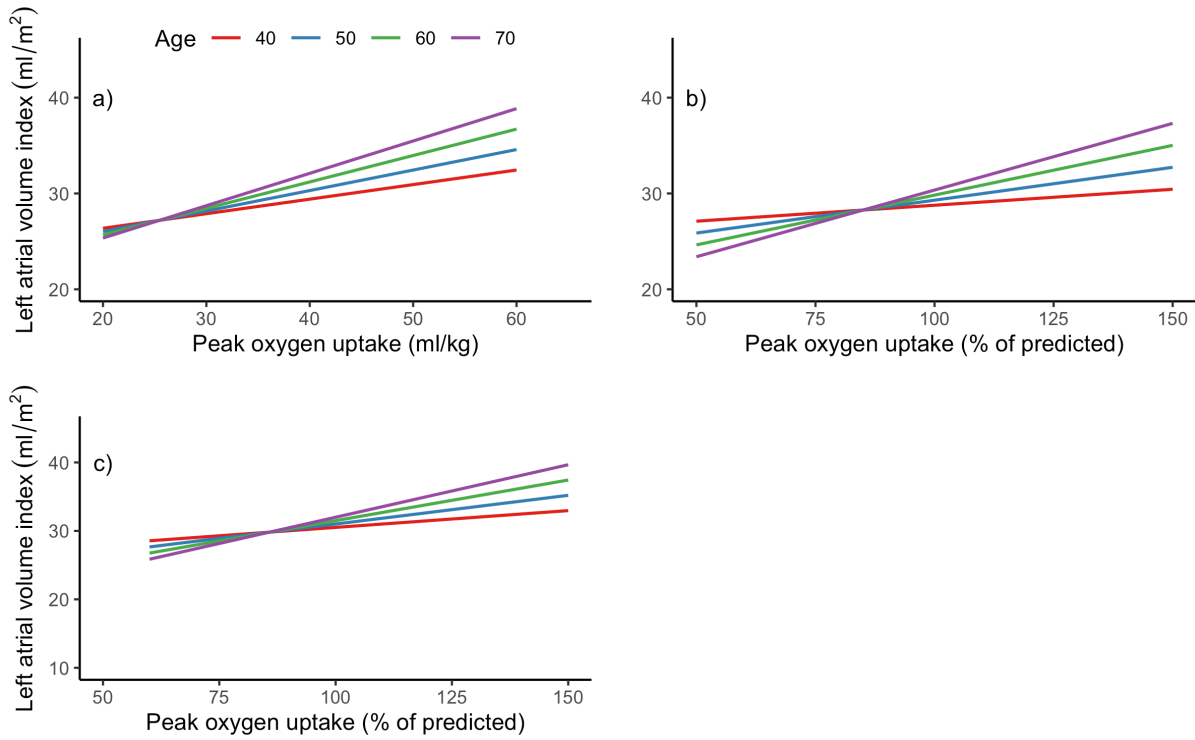 Age 40 50 60 70
Left atrial volume index (ml/m²)
a)
40
30
20
20 30 40 50 60
Peak oxygen uptake (ml/kg)
b)
40
30
20
50 75 100 125 150
Peak oxygen uptake (% of predicted)
Left atrial volume index (ml/m²)
c)
40
30
20
10
50 75 100 125 150
Peak oxygen uptake (% of predicted)